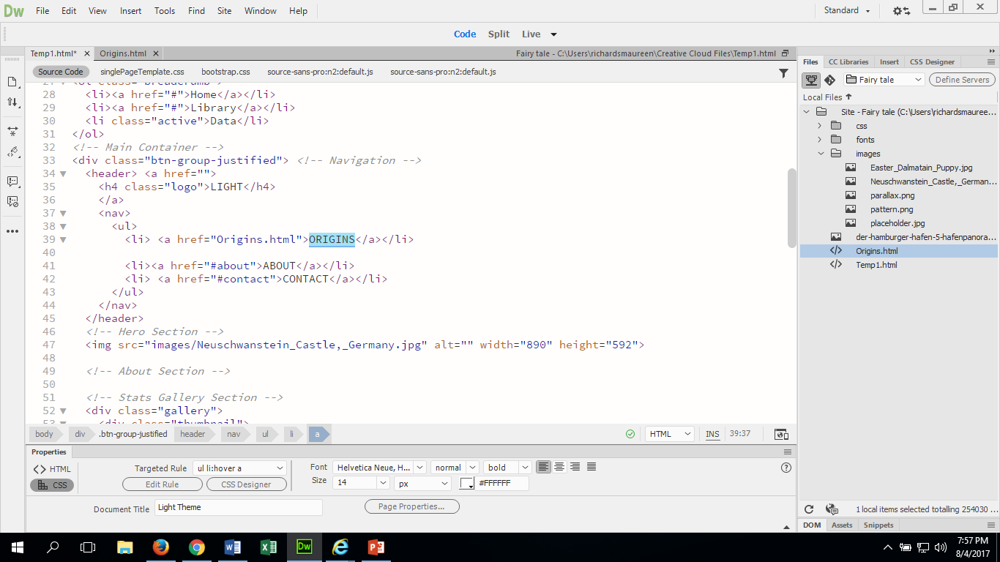 Dw File Edit View Insert Tools Find Site Window Help Standard
Code Split Live
Temp1.html* × Origins.html × Fairy tale - C:\Users\richardsmaureen\Creative Cloud Files\Temp1.html
Source Code singlePageTemplate.css bootstrap.css source-sans-pro:n2:default.js source-sans-pro:n2:default.js
27 <ol class="breadcrumb">
28 <li><a href="#">Home</a></li>
29 <li><a href="#">Library</a></li>
30 <li class="active">Data</li>
31 </ol>
32 <!-- Main Container -->
33 <div class="btn-group-justified"> <!-- Navigation -->
34 <header> <a href="">
35 <h4 class="logo">LIGHT</h4>
36 </a>
37 <nav>
38 <ul>
39 <li> <a href="Origins.html">ORIGINS</a></li>
40
41 <li><a href="#about">ABOUT</a></li>
42 <li> <a href="#contact">CONTACT</a></li>
43 </ul>
44 </nav>
45 </header>
46 <!-- Hero Section -->
47 <img src="images/Neuschwanstein_Castle,_Germany.jpg" alt="" width="890" height="592">
48
49 <!-- About Section -->
50
51 <!-- Stats Gallery Section -->
52 <div class="gallery">
53 <div class="thumbnail">
body div .btn-group-justified header nav ul li a HTML INS 39:37
Properties
HTML
CSS
Targeted Rule ul li:hover a
Edit Rule CSS Designer
Font Helvetica Neue, H... normal bold
Size 14 px #FFFFFF
Document Title Light Theme Page Properties...
Files CC Libraries Insert CSS Designer
Fairy tale Define Servers
Local Files
Site - Fairy tale (C:\Users\richardsmauree...
css
fonts
images
Easter_Dalmatain_Puppy.jpg
Neuschwanstein_Castle,_German...
parallax.png
pattern.png
placeholder.jpg
der-hamburger-hafen-5-hafenpanora...
Origins.html
Temp1.html
1 local items selected totalling 254030 ...
DOM Assets Snippets
7:57 PM
8/4/2017